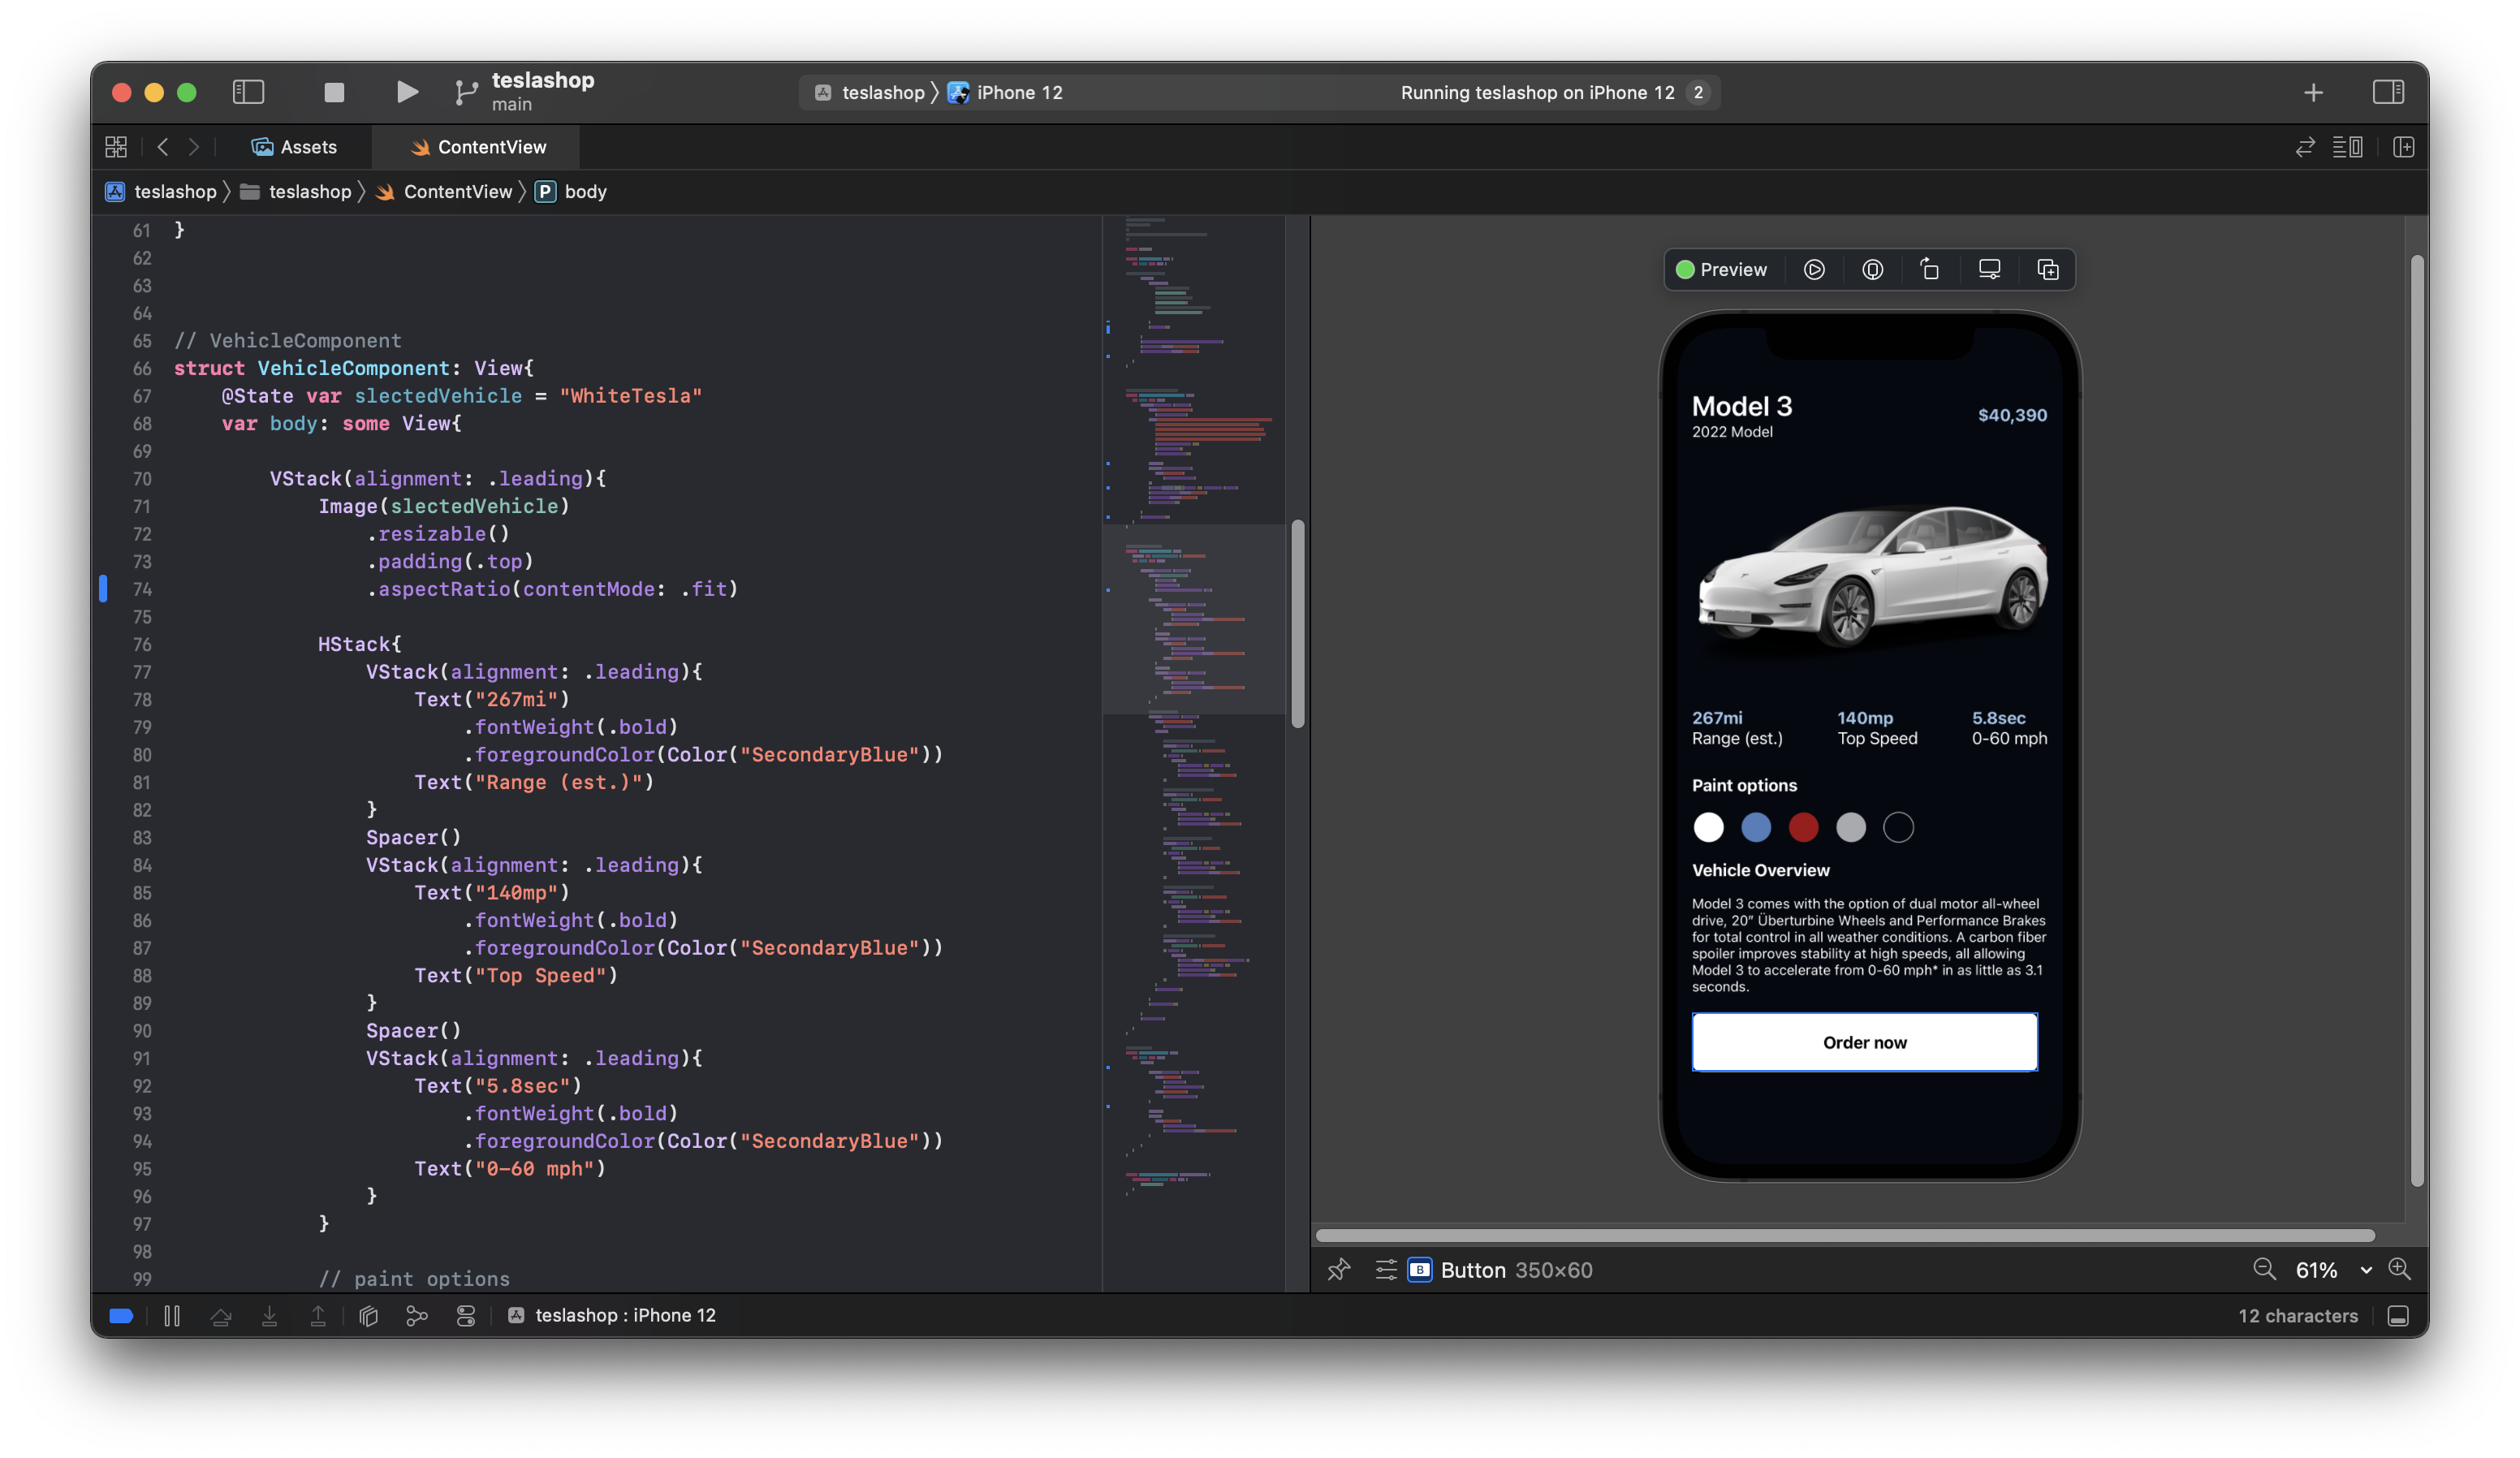 teslashop
main
teslashop 〉 iPhone 12
Running teslashop on iPhone 12 2
Assets
ContentView
teslashop 〉 teslashop 〉 ContentView 〉 P body
61 }
62
63
64
65 // VehicleComponent
66 struct VehicleComponent: View{
67 @State var slectedVehicle = "WhiteTesla"
68 var body: some View{
69
70 VStack(alignment: .leading){
71 Image(slectedVehicle)
72 .resizable()
73 .padding(.top)
74 .aspectRatio(contentMode: .fit)
75
76 HStack{
77 VStack(alignment: .leading){
78 Text("267mi")
79 .fontWeight(.bold)
80 .foregroundColor(Color("SecondaryBlue"))
81 Text("Range (est.)")
82 }
83 Spacer()
84 VStack(alignment: .leading){
85 Text("140mp")
86 .fontWeight(.bold)
87 .foregroundColor(Color("SecondaryBlue"))
88 Text("Top Speed")
89 }
90 Spacer()
91 VStack(alignment: .leading){
92 Text("5.8sec")
93 .fontWeight(.bold)
94 .foregroundColor(Color("SecondaryBlue"))
95 Text("0-60 mph")
96 }
97 }
98
99 // paint options
Preview
Model 3
2022 Model
$40,390
267mi
Range (est.)
140mp
Top Speed
5.8sec
0-60 mph
Paint options
Vehicle Overview
Model 3 comes with the option of dual motor all-wheel
drive, 20” Überturbine Wheels and Performance Brakes
for total control in all weather conditions. A carbon fiber
spoiler improves stability at high speeds, all allowing
Model 3 to accelerate from 0-60 mph* in as little as 3.1
seconds.
Order now
B Button 350×60
61%
teslashop : iPhone 12
12 characters